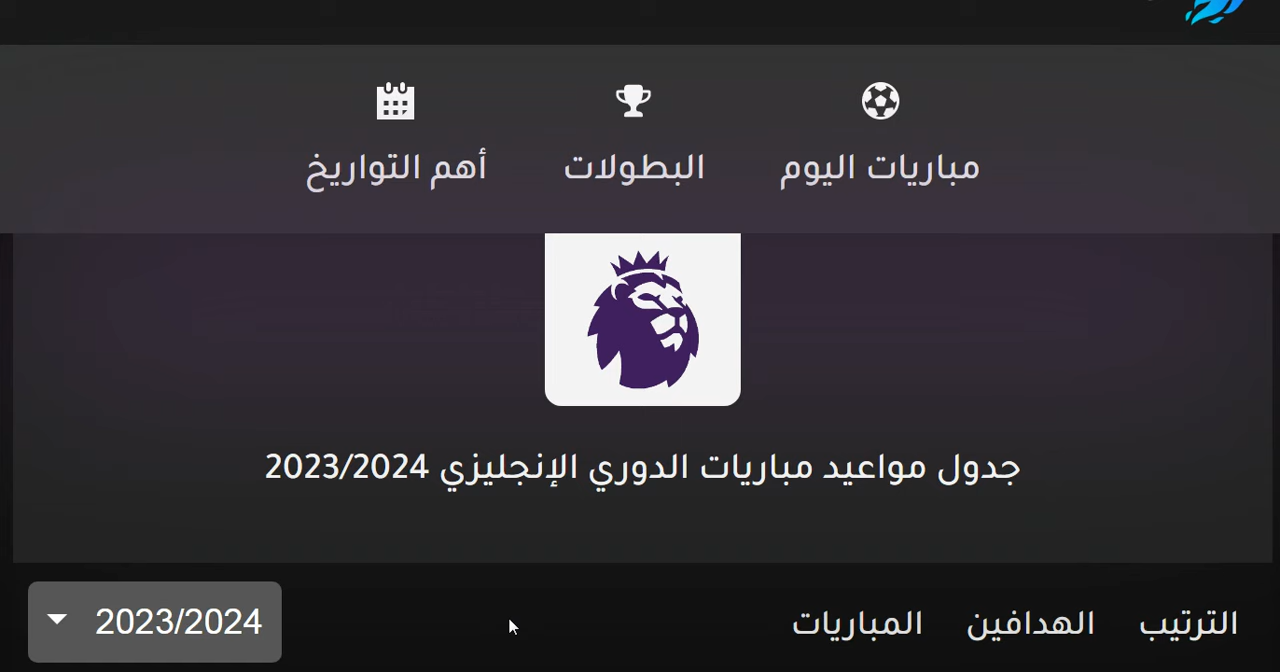 مباريات اليوم البطولات أهم التواريخ
جدول مواعيد مباريات الدوري الإنجليزي 2023/2024
الترتيب الهدافين المباريات 2023/2024